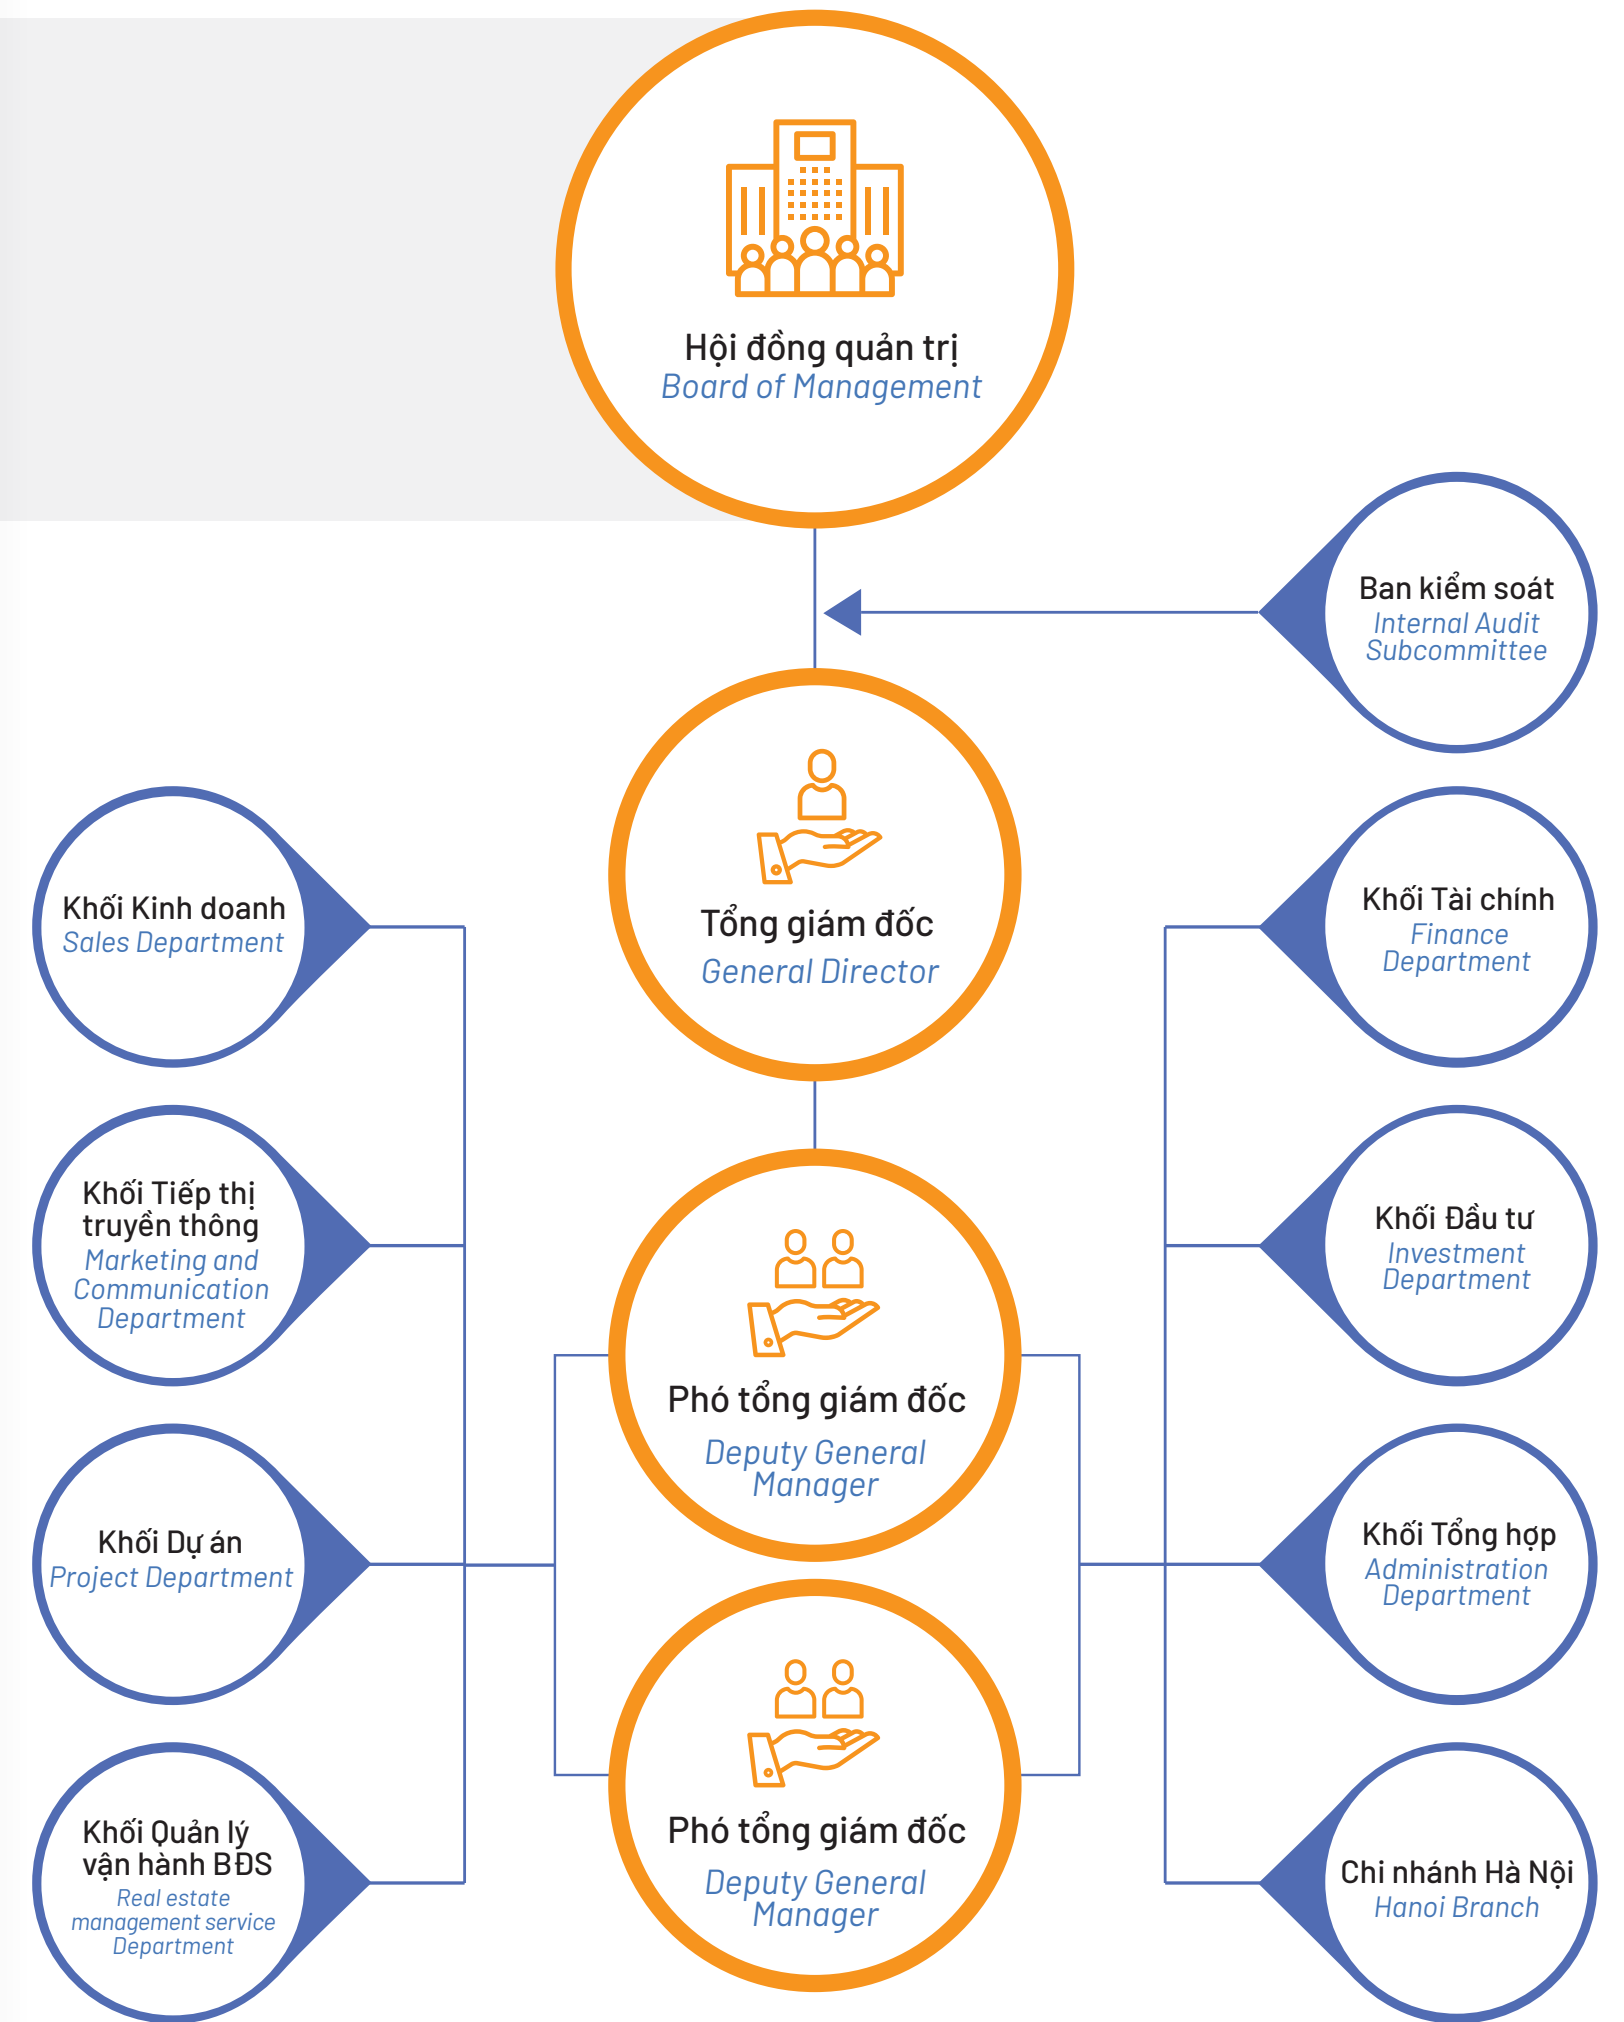 Hội đồng quản trị
Board of Management
Ban kiểm soát
Internal Audit
Subcommittee
Tổng giám đốc
General Director
Khối Kinh doanh
Sales Department
Khối Tài chính
Finance
Department
Khối Tiếp thị
truyền thông
Marketing and
Communication
Department
Khối Đầu tư
Investment
Department
Phó tổng giám đốc
Deputy General
Manager
Khối Dự án
Project Department
Khối Tổng hợp
Administration
Department
Phó tổng giám đốc
Deputy General
Manager
Khối Quản lý
vận hành BĐS
Real estate
management service
Department
Chi nhánh Hà Nội
Hanoi Branch